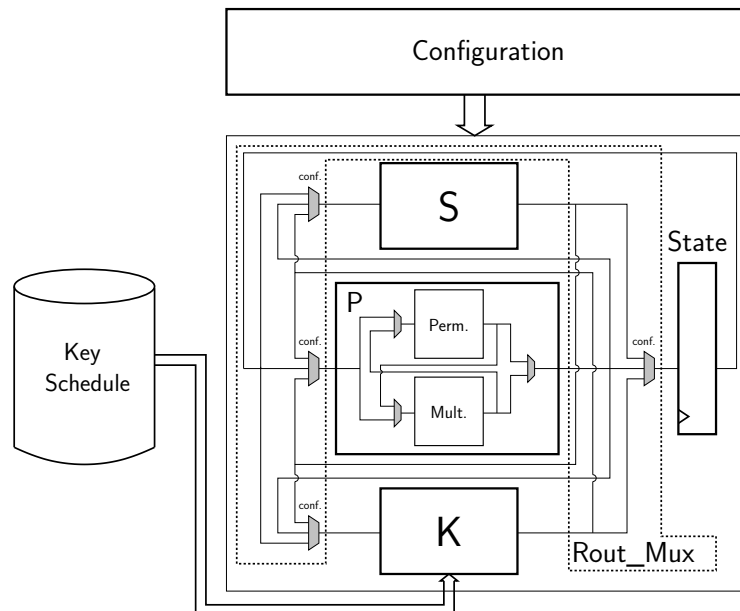 Configuration
conf.
S
State
P
Perm.
conf.
conf.
Key
Schedule
Mult.
conf.
K
Rout_Mux